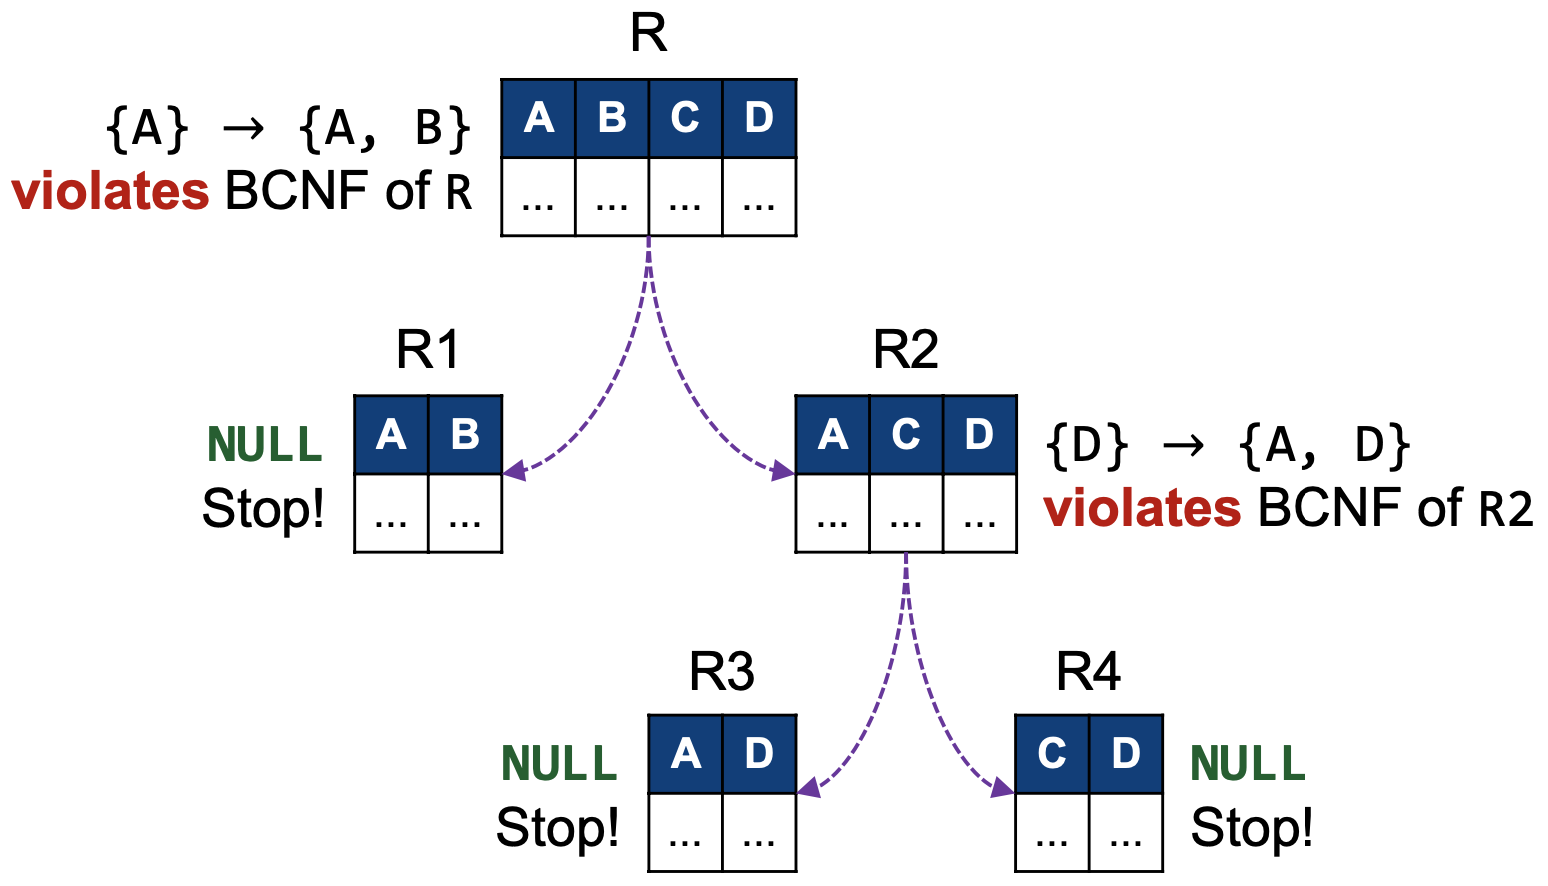 R
{A} → {A, B}
violates BCNF of R
A B C D
... ... ... ...
R1
R2
NULL
Stop!
A B
... ...
A C D
... ... ...
{D} → {A, D}
violates BCNF of R2
R3
R4
NULL
Stop!
A D
... ...
C D
... ...
NULL
Stop!